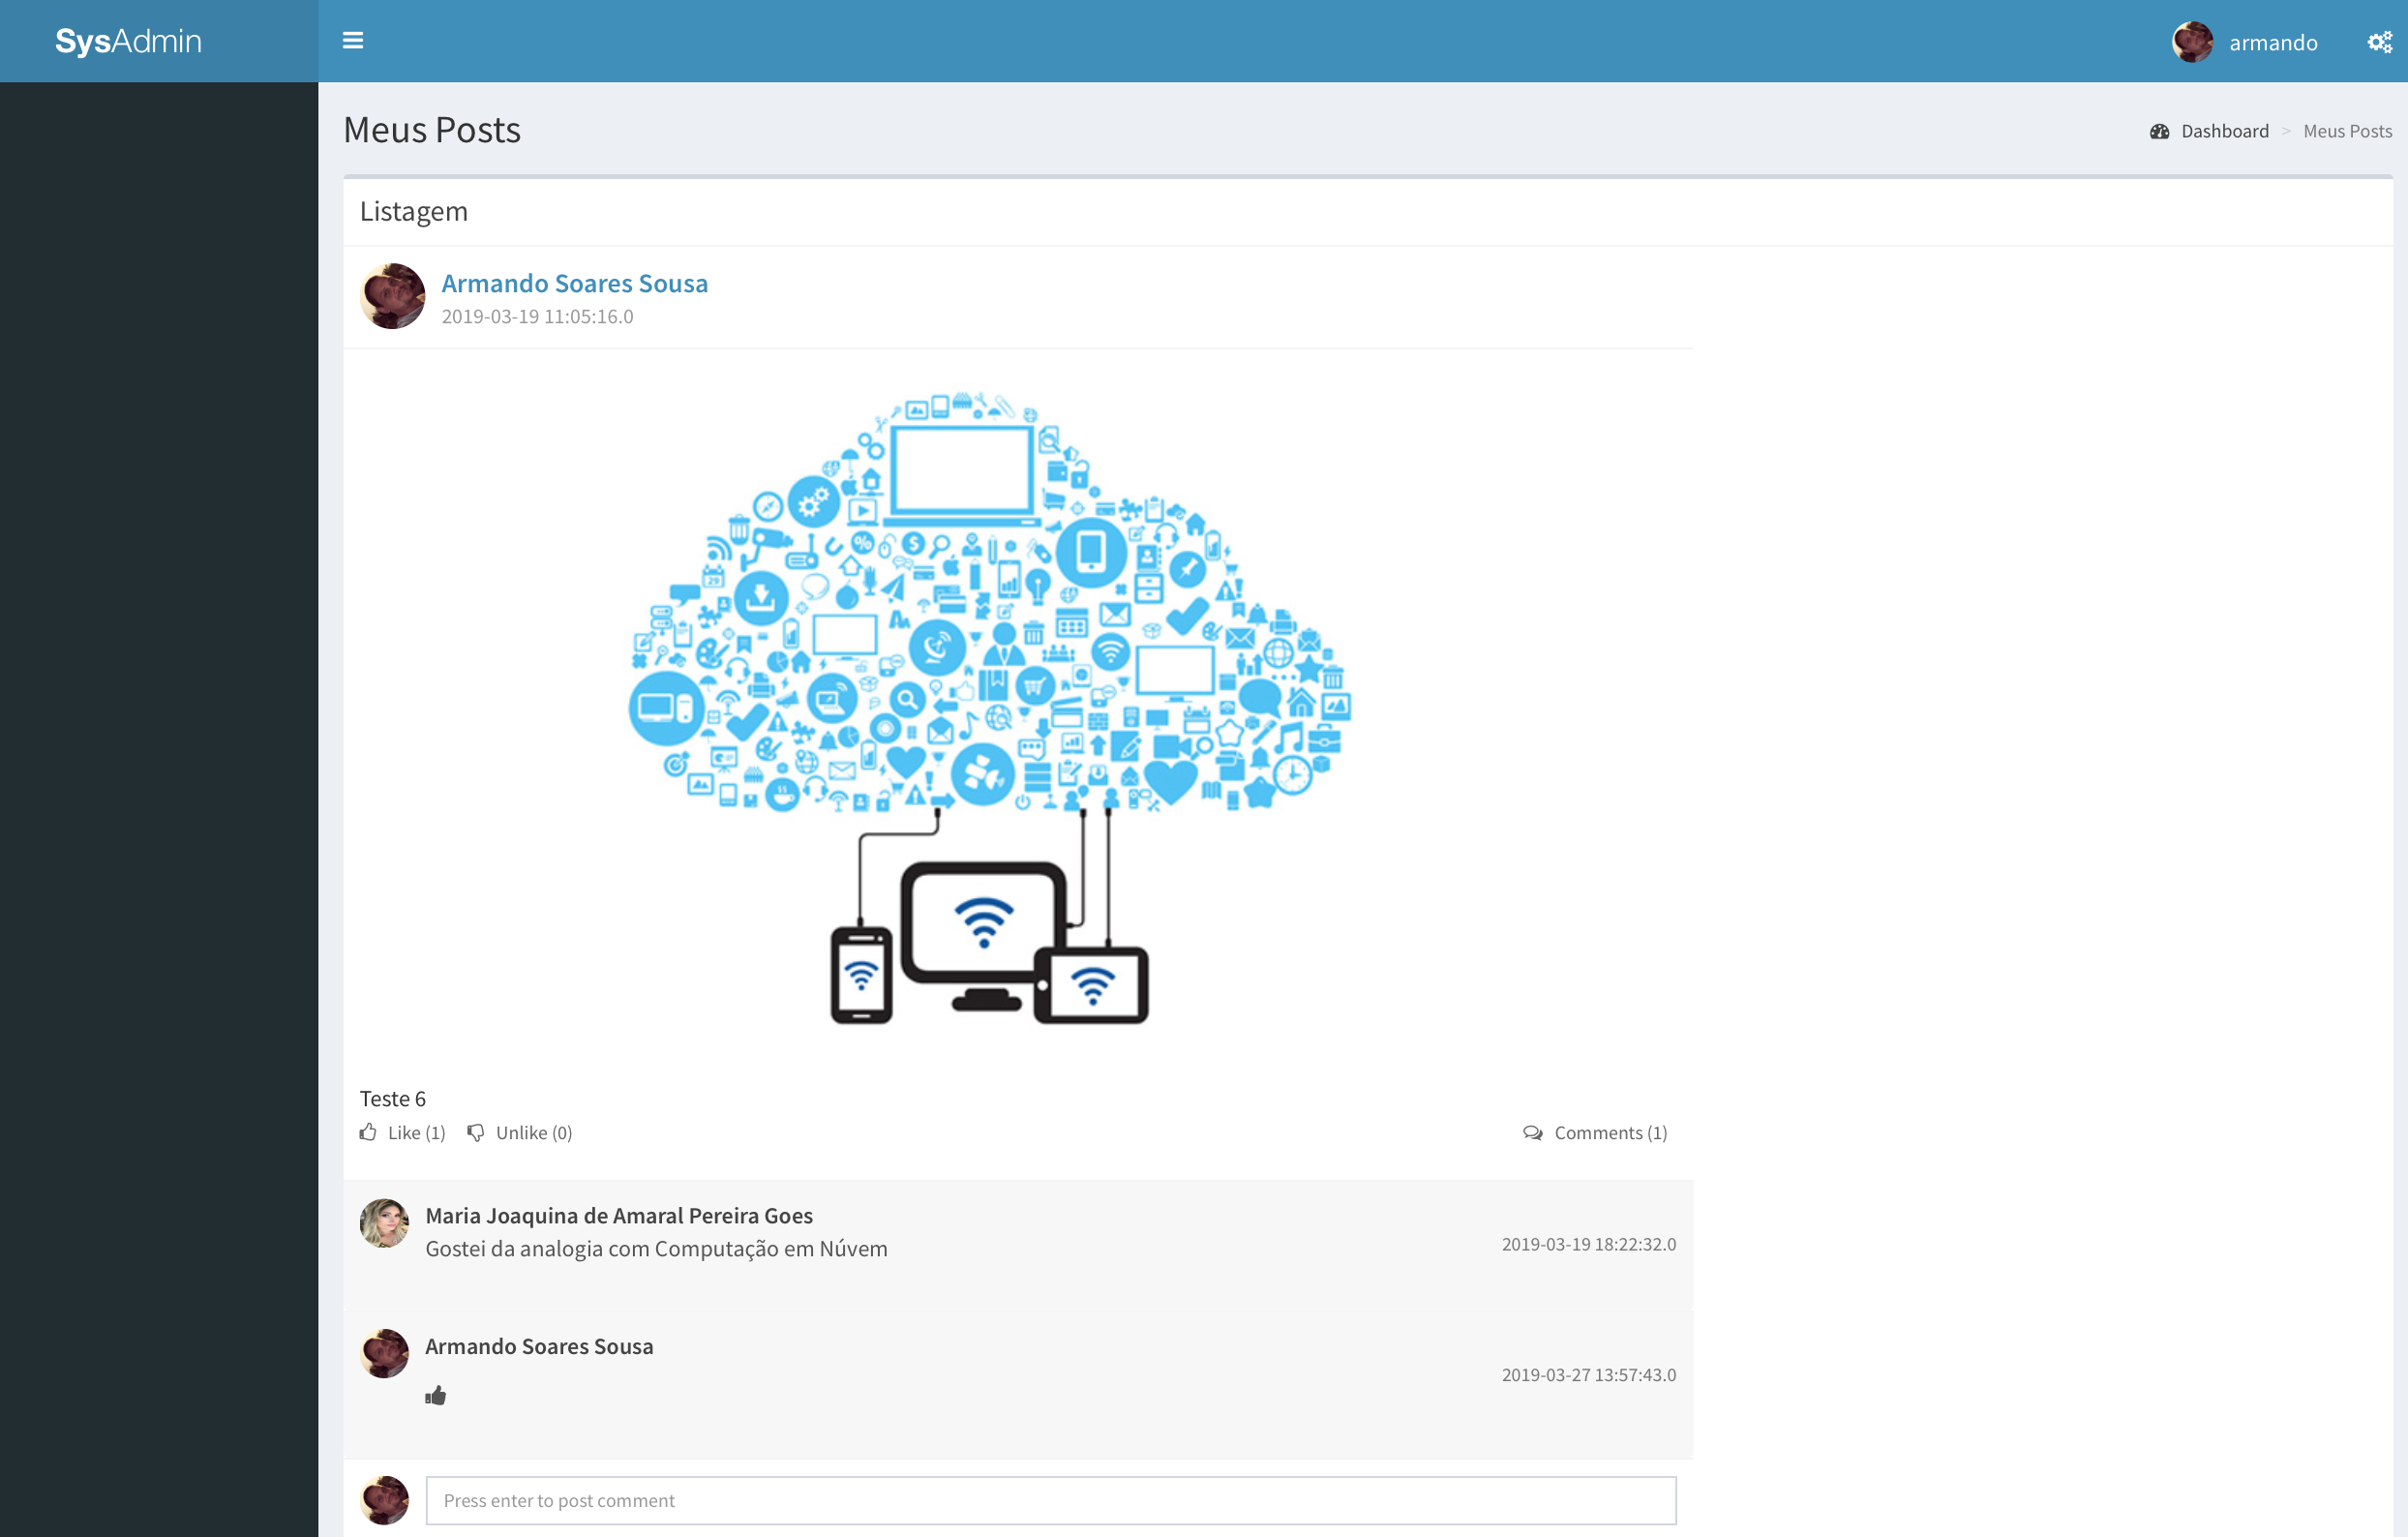 SysAdmin
armando
Meus Posts
Dashboard > Meus Posts
Listagem
Armando Soares Sousa
2019-03-19 11:05:16.0
Teste 6
Like (1) Unlike (0) Comments (1)
Maria Joaquina de Amaral Pereira Goes
Gostei da analogia com Computação em Núvem
2019-03-19 18:22:32.0
Armando Soares Sousa
2019-03-27 13:57:43.0
Press enter to post comment